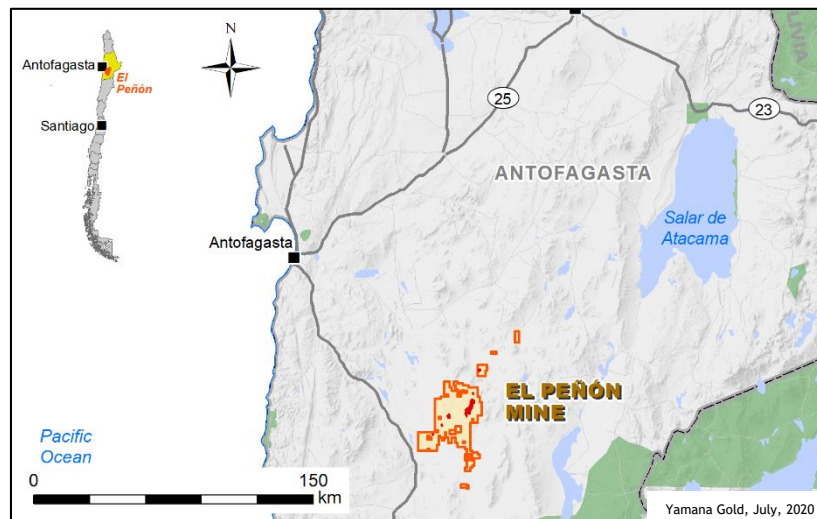 Antofagasta
El
Peñón
Santiago
N
25
23
ANTOFAGASTA
Salar de
Atacama
Antofagasta
EL PEÑÓN
MINE
Pacific
Ocean
0 150
km
Yamana Gold, July, 2020